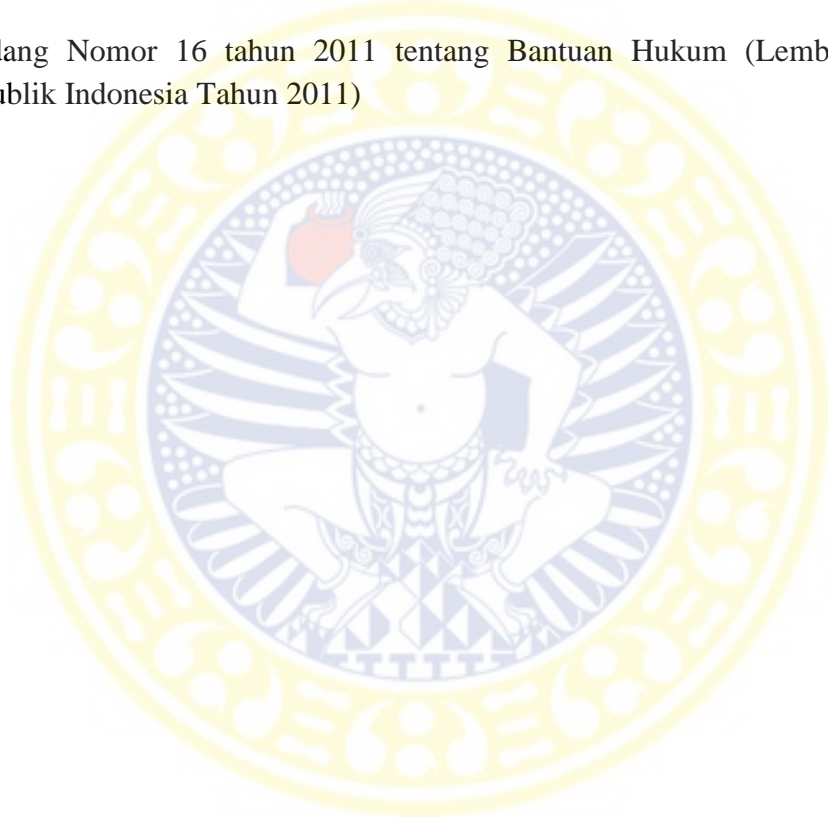 dang Nomor 16 tahun 2011 tentang Bantuan Hukum (Lemb
ublik Indonesia Tahun 2011)